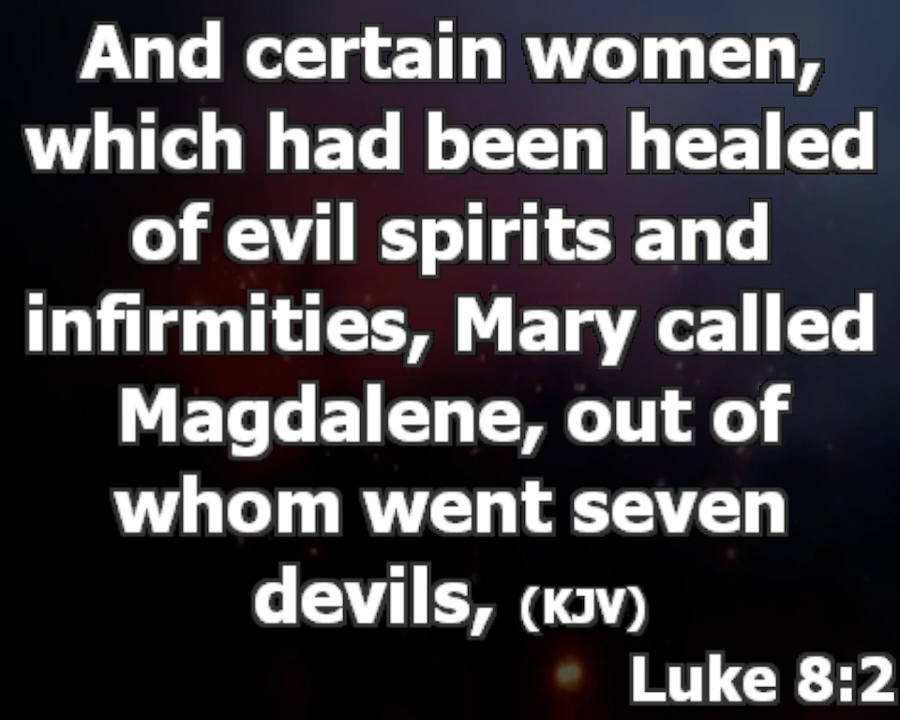 And certain women,
which had been healed
of evil spirits and
infirmities, Mary called
Magdalene, out of
whom went seven
devils, (KJV)
Luke 8:2